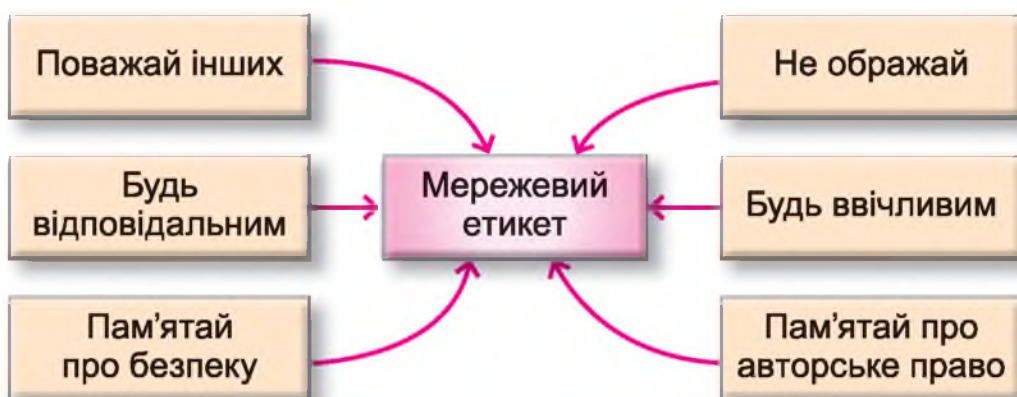 Поважай інших
Не ображай
Будь
відповідальним
Мережевий
етикет
Будь ввічливим
Пам’ятай
про безпеку
Пам’ятай про
авторське право